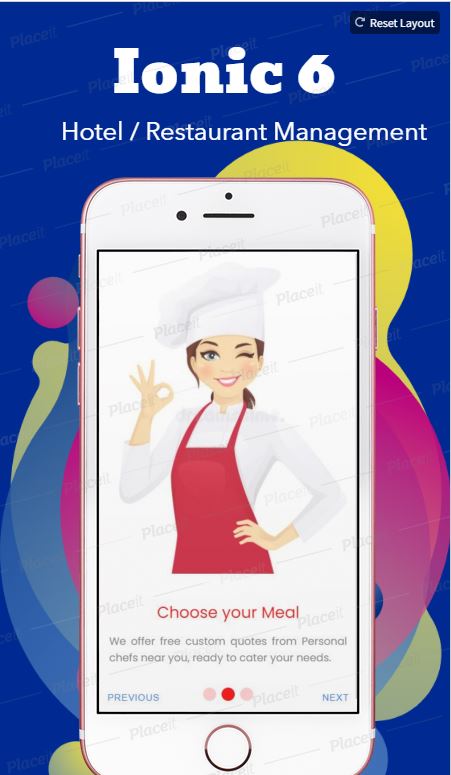 Reset Layout
Ionic 6
Hotel / Restaurant Management
Placeit
Choose your Meal
We offer free custom quotes from Personal
chefs near you, ready to cater your needs.
PREVIOUS
NEXT